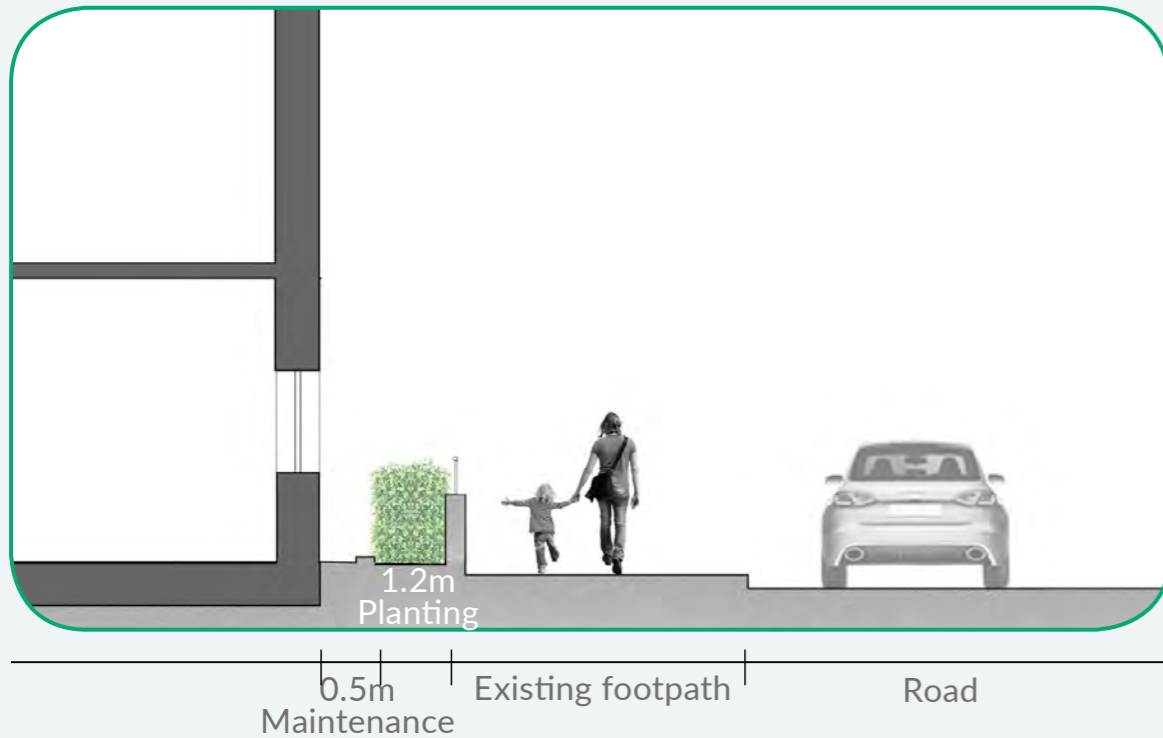 1.2m
Planting
0.5m
Maintenance
Existing footpath
Road